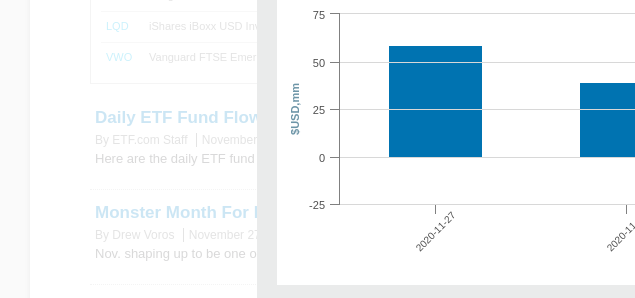 LQD iShares iBoxx USD Inv
VWO Vanguard FTSE Emer
Daily ETF Fund Flow
By ETF.com Staff | November
Here are the daily ETF fund
Monster Month For
By Drew Voros | November 27
Nov. shaping up to be one o
75
50
25
0
-25
$USD,mm
2020-11-27
2020-11